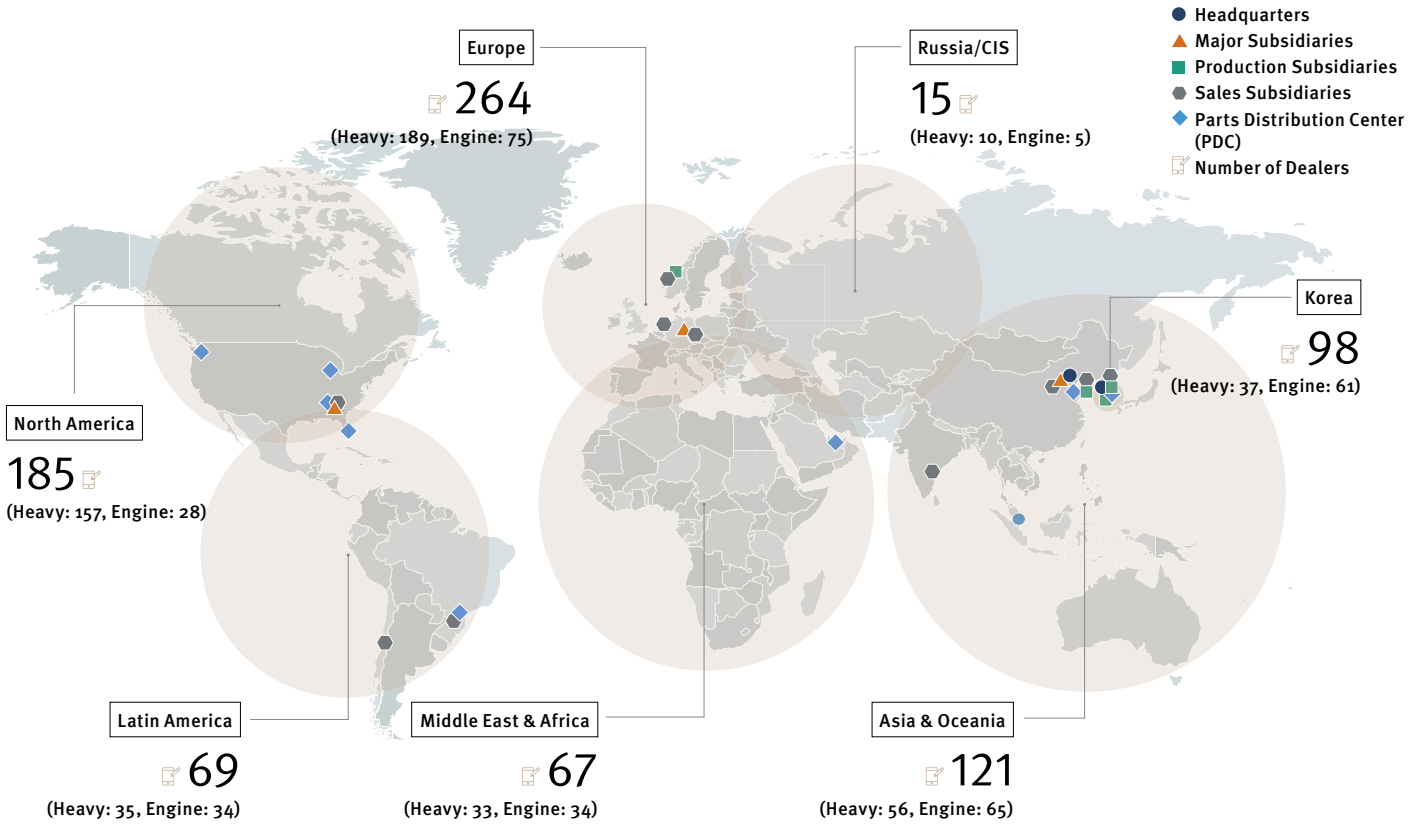 Headquarters
Major Subsidiaries
Production Subsidiaries
Sales Subsidiaries
Parts Distribution Center
(PDC)
Number of Dealers
Europe
264
(Heavy: 189, Engine: 75)
Russia/CIS
15
(Heavy: 10, Engine: 5)
Korea
98
(Heavy: 37, Engine: 61)
North America
185
(Heavy: 157, Engine: 28)
Latin America
69
(Heavy: 35, Engine: 34)
Middle East & Africa
67
(Heavy: 33, Engine: 34)
Asia & Oceania
121
(Heavy: 56, Engine: 65)